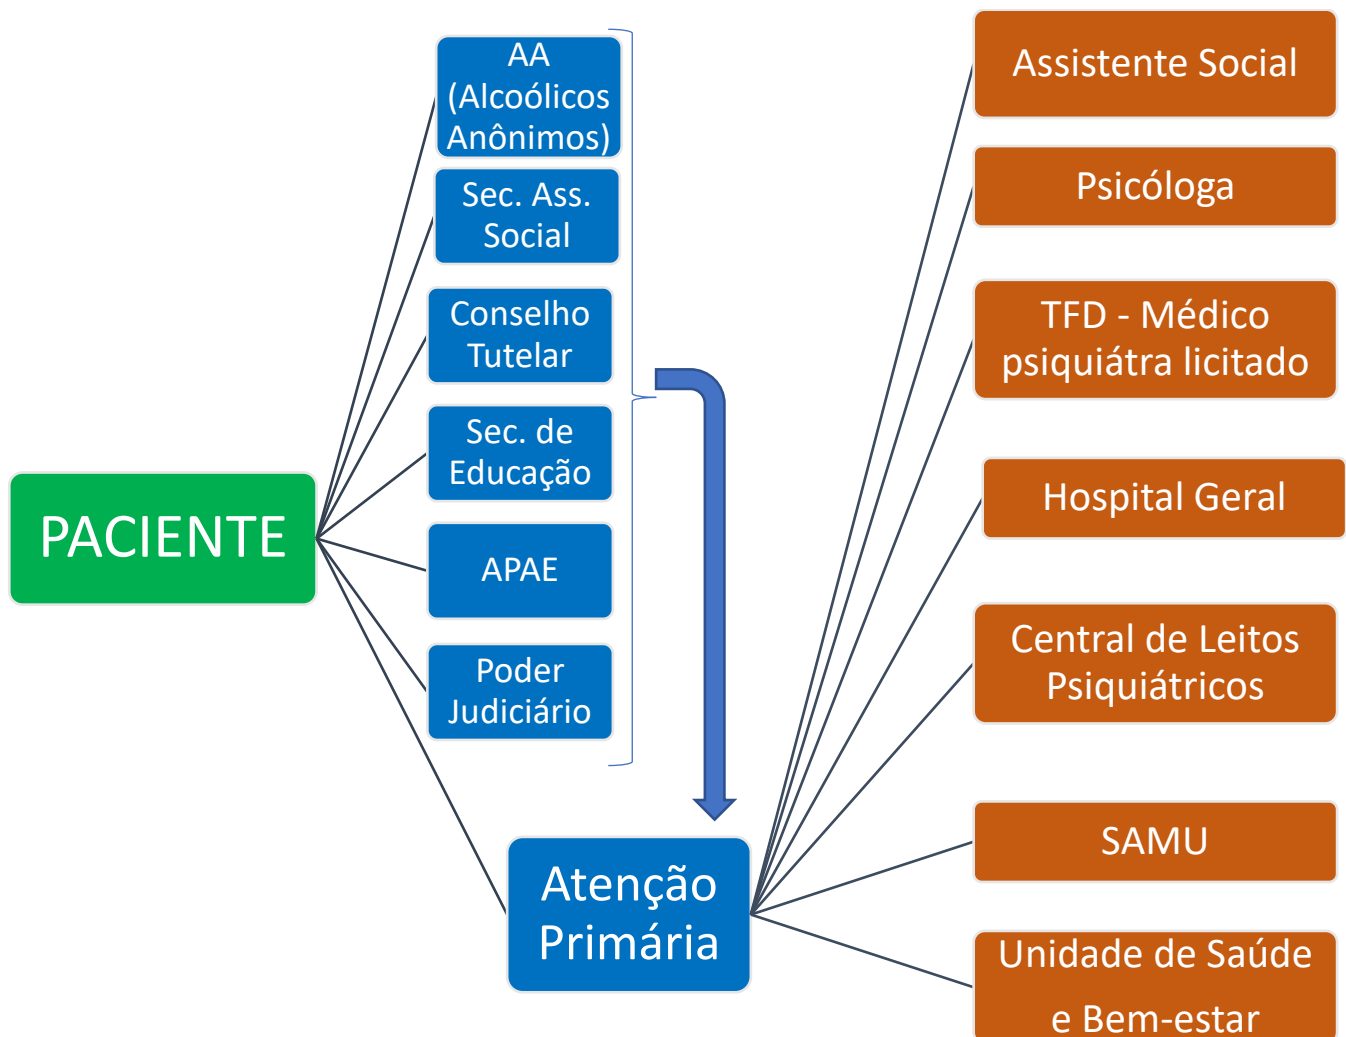 PACIENTE
AA
(Alcoólicos
Anônimos)
Sec. Ass.
Social
Conselho
Tutelar
Sec. de
Educação
APAE
Poder
Judiciário
Atenção
Primária
Assistente Social
Psicóloga
TFD - Médico
psiquiátra licitado
Hospital Geral
Central de Leitos
Psiquiátricos
SAMU
Unidade de Saúde
e Bem-estar